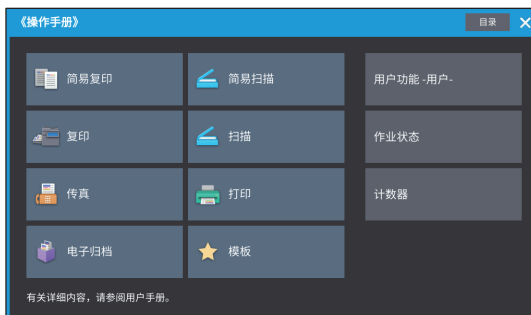 《操作手册》
目录
简易复印
简易扫描
用户功能 -用户-
复印
扫描
作业状态
传真
打印
计数器
电子归档
模板
有关详细内容，请参阅用户手册。